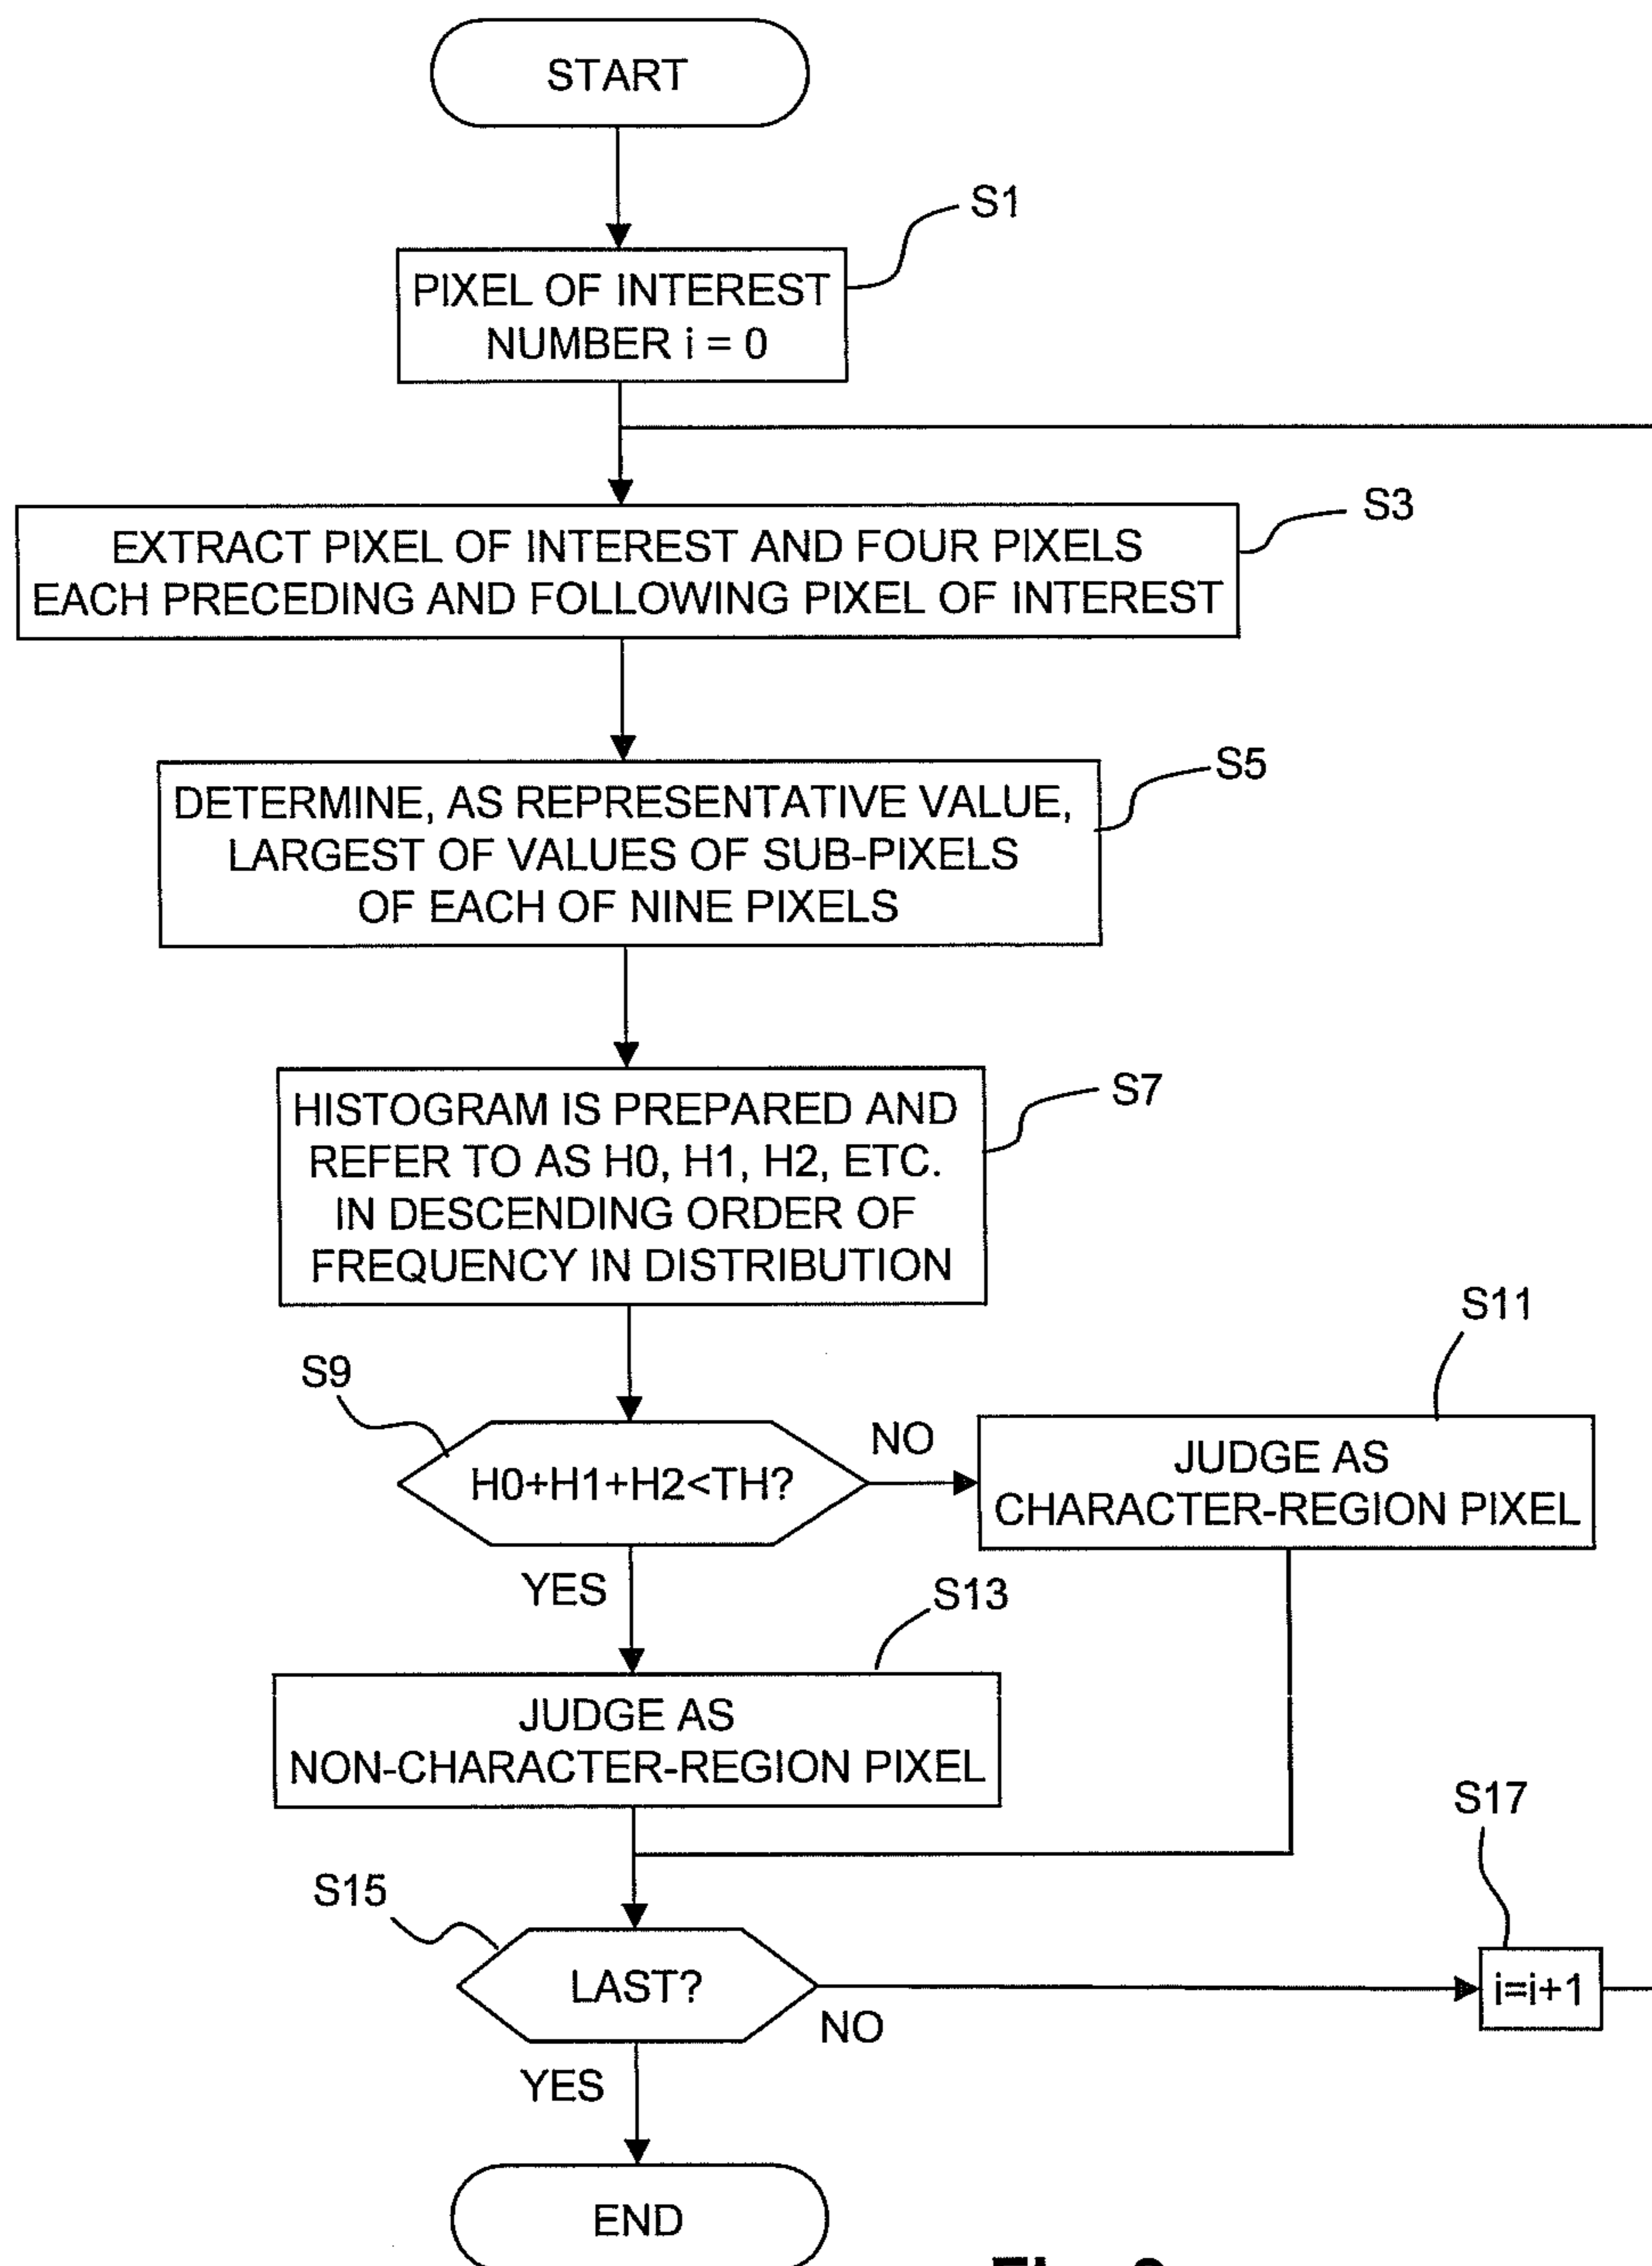 START
S1
PIXEL OF INTEREST
NUMBER i = 0
S3
EXTRACT PIXEL OF INTEREST AND FOUR PIXELS
EACH PRECEDING AND FOLLOWING PIXEL OF INTEREST
S5
DETERMINE, AS REPRESENTATIVE VALUE,
LARGEST OF VALUES OF SUB-PIXELS
OF EACH OF NINE PIXELS
S7
HISTOGRAM IS PREPARED AND
REFER TO AS H0, H1, H2, ETC.
IN DESCENDING ORDER OF
FREQUENCY IN DISTRIBUTION
S9
H0+H1+H2<TH?
NO
S11
JUDGE AS
CHARACTER-REGION PIXEL
YES
S13
JUDGE AS
NON-CHARACTER-REGION PIXEL
S15
LAST?
NO
S17
i=i+1
YES
END